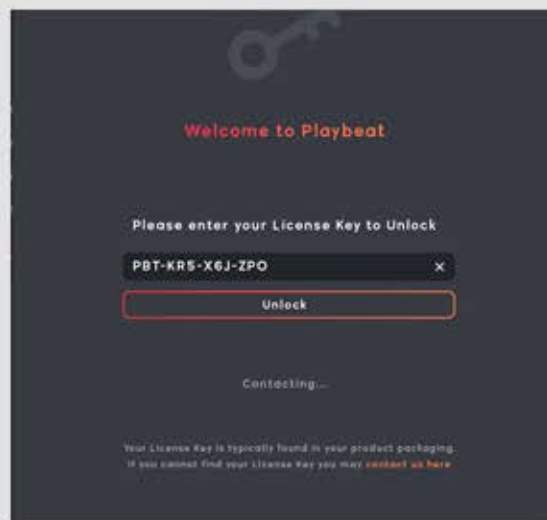 Welcome to Playbeat
Please enter your License Key to Unlock
PBT-KR5-X6J-ZPO
Unlock
Contacting...
Your License Key is typically found in your product packaging.
If you cannot find your License Key you may contact us here